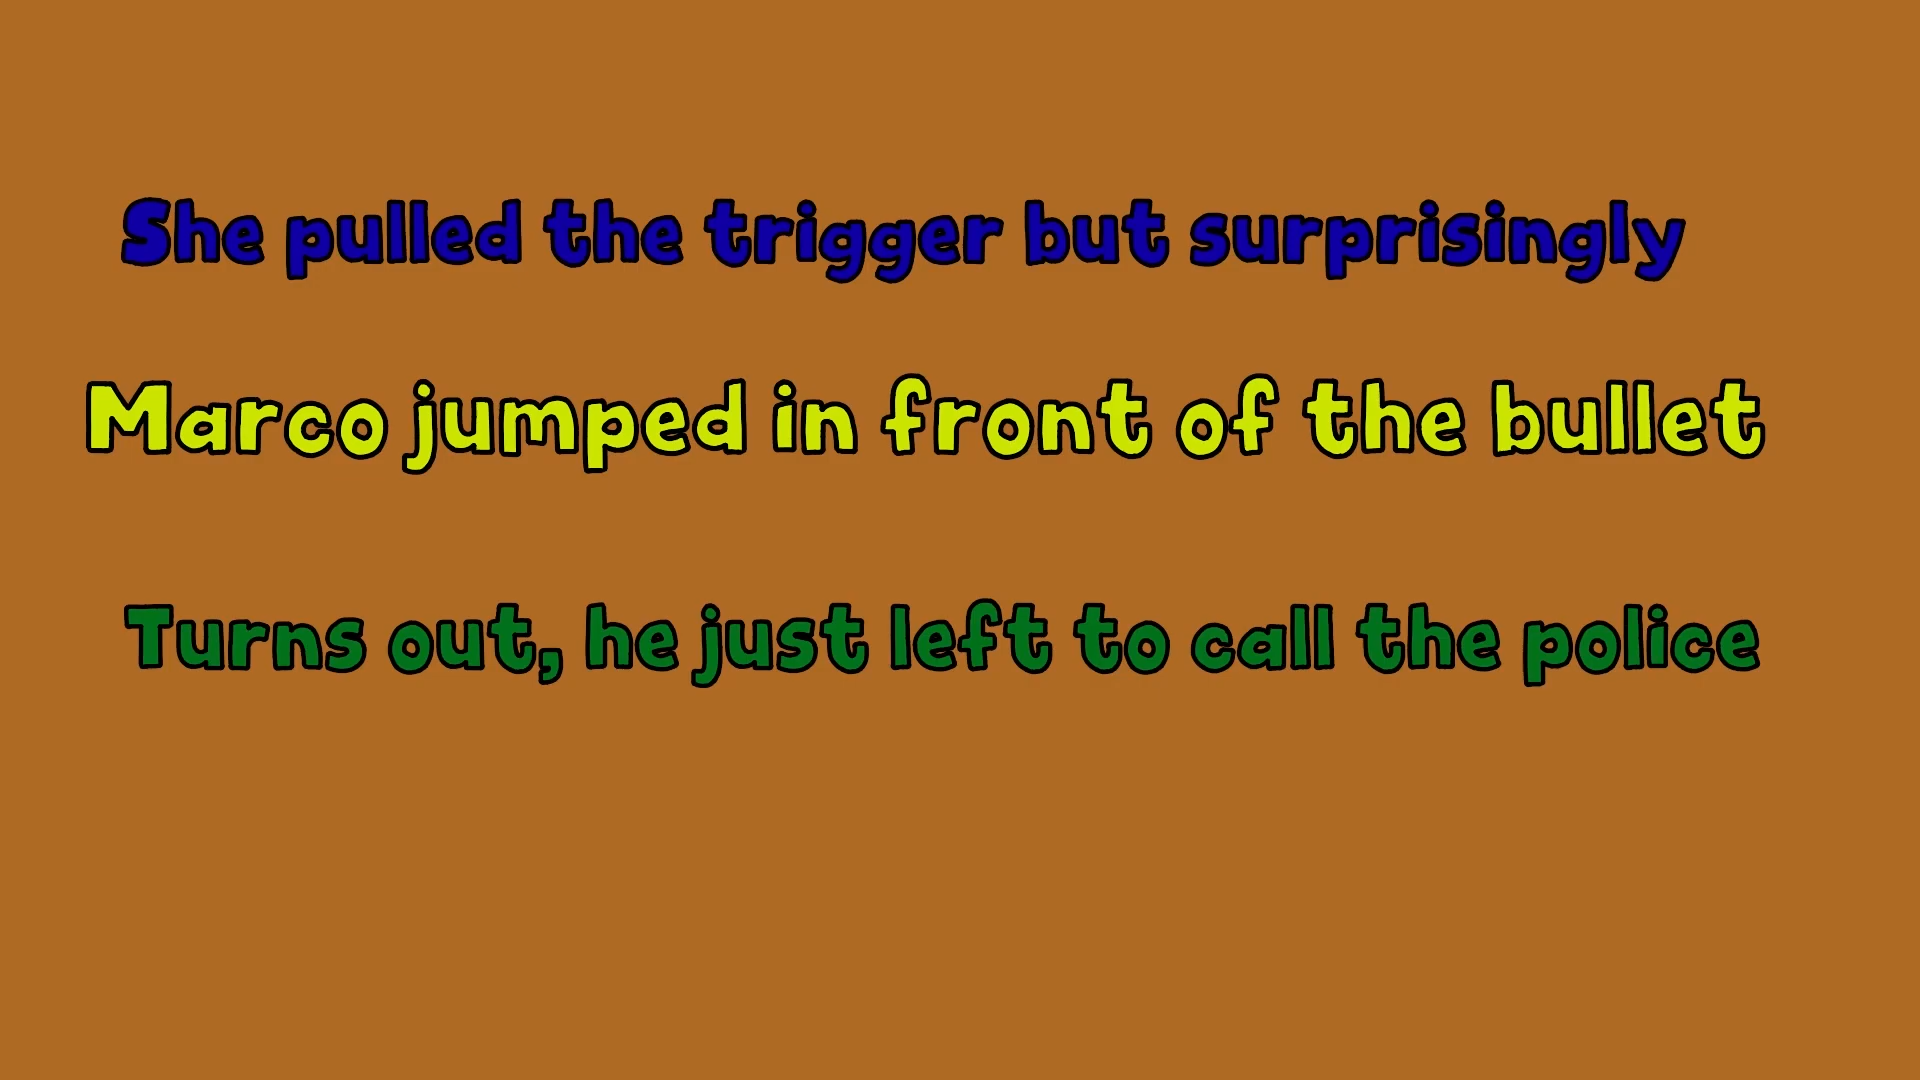 She pulled the trigger but surprisingly
Marco jumped in front of the bullet
Turns out, he just left to call the police